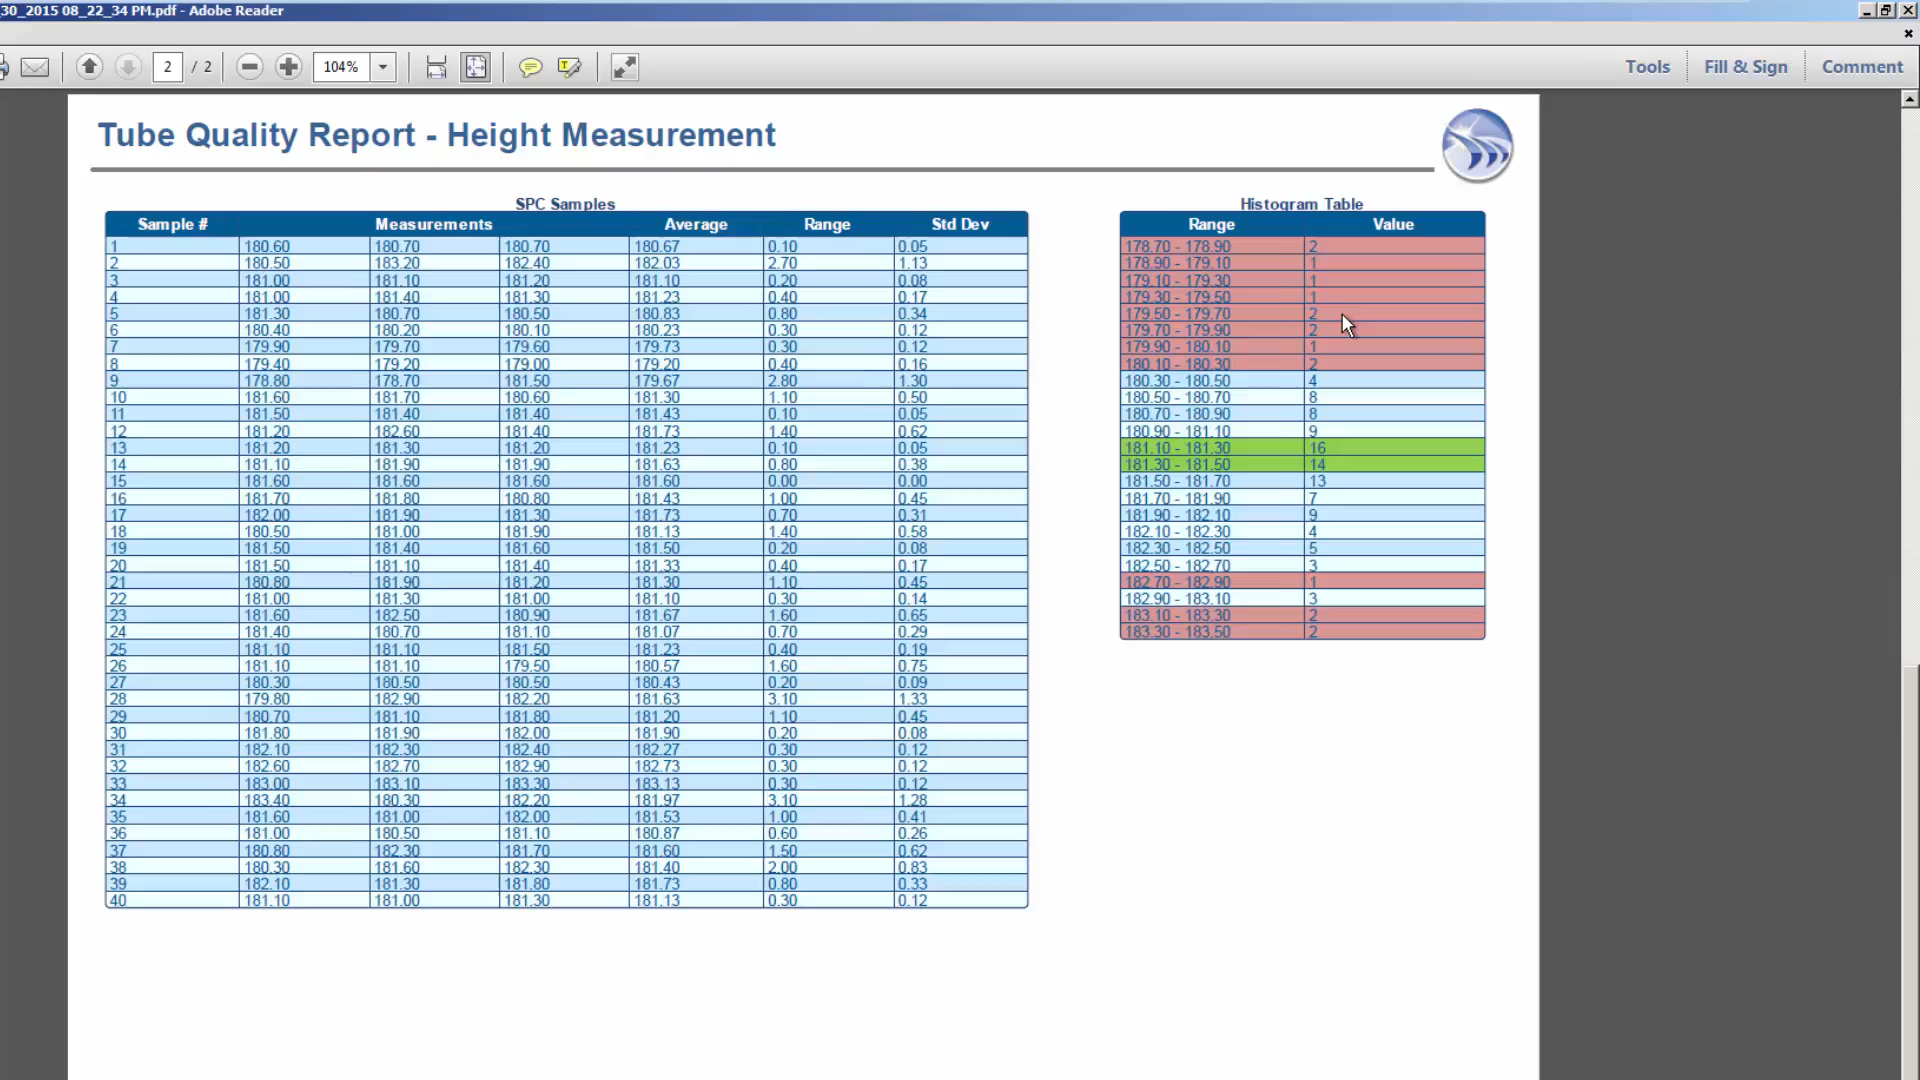 30_2015 08_22_34 PM.pdf - Adobe Reader
2 / 2 104% Tools Fill & Sign Comment
Tube Quality Report - Height Measurement
SPC Samples
Sample # Measurements Average Range Std Dev
1 180.60 180.70 180.70 180.67 0.10 0.05
2 180.50 183.20 182.40 182.03 2.70 1.13
3 181.00 181.10 181.20 181.10 0.20 0.08
4 181.00 181.40 181.30 181.23 0.40 0.17
5 181.30 180.70 180.50 180.83 0.80 0.34
6 180.40 180.20 180.10 180.23 0.30 0.12
7 179.90 179.70 179.60 179.73 0.30 0.12
8 179.40 179.20 179.00 179.20 0.40 0.16
9 178.80 178.70 181.50 179.67 2.80 1.30
10 181.60 181.70 180.60 181.30 1.10 0.50
11 181.50 181.40 181.40 181.43 0.10 0.05
12 181.20 182.60 181.40 181.73 1.40 0.62
13 181.20 181.30 181.20 181.23 0.10 0.05
14 181.10 181.90 181.90 181.63 0.80 0.38
15 181.60 181.60 181.60 181.60 0.00 0.00
16 181.70 181.80 180.80 181.43 1.00 0.45
17 182.00 181.90 181.30 181.73 0.70 0.31
18 180.50 181.00 181.90 181.13 1.40 0.58
19 181.50 181.40 181.60 181.50 0.20 0.08
20 181.50 181.10 181.40 181.33 0.40 0.17
21 180.80 181.90 181.20 181.30 1.10 0.45
22 181.00 181.30 181.00 181.10 0.30 0.14
23 181.60 182.50 180.90 181.67 1.60 0.65
24 181.40 180.70 181.10 181.07 0.70 0.29
25 181.10 181.10 181.50 181.23 0.40 0.19
26 181.10 181.10 179.50 180.57 1.60 0.75
27 180.30 180.50 180.50 180.43 0.20 0.09
28 179.80 182.90 182.20 181.63 3.10 1.33
29 180.70 181.10 181.80 181.20 1.10 0.45
30 181.80 181.90 182.00 181.90 0.20 0.08
31 182.10 182.30 182.40 182.27 0.30 0.12
32 182.60 182.70 182.90 182.73 0.30 0.12
33 183.00 183.10 183.30 183.13 0.30 0.12
34 183.40 180.30 182.20 181.97 3.10 1.28
35 181.60 181.00 182.00 181.53 1.00 0.41
36 181.00 180.50 181.10 180.87 0.60 0.26
37 180.80 182.30 181.70 181.60 1.50 0.62
38 180.30 181.60 182.30 181.40 2.00 0.83
39 182.10 181.30 181.80 181.73 0.80 0.33
40 181.10 181.00 181.30 181.13 0.30 0.12
Histogram Table
Range Value
178.70 - 178.90 2
178.90 - 179.10 1
179.10 - 179.30 1
179.30 - 179.50 1
179.50 - 179.70 2
179.70 - 179.90 2
179.90 - 180.10 1
180.10 - 180.30 2
180.30 - 180.50 4
180.50 - 180.70 8
180.70 - 180.90 8
180.90 - 181.10 9
181.10 - 181.30 16
181.30 - 181.50 14
181.50 - 181.70 13
181.70 - 181.90 7
181.90 - 182.10 9
182.10 - 182.30 4
182.30 - 182.50 5
182.50 - 182.70 3
182.70 - 182.90 1
182.90 - 183.10 3
183.10 - 183.30 2
183.30 - 183.50 2